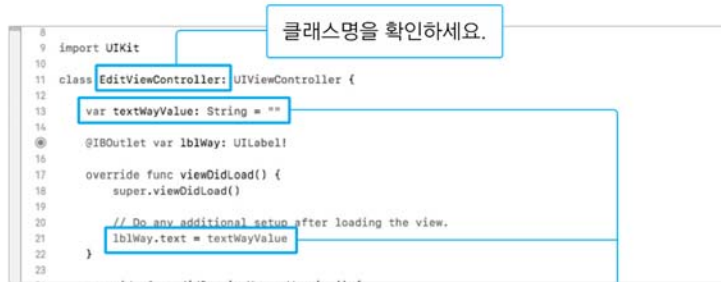 클래스명을 확인하세요.
8
9 import UIKit
10
11 class EditViewController: UIViewController {
12
13 var textWayValue: String = ""
14
@IBOutlet var lblWay: UILabel!
16
17 override func viewDidLoad() {
18 super.viewDidLoad()
19
20 // Do any additional setup after loading the view.
21 lblWay.text = textWayValue
22 }
23